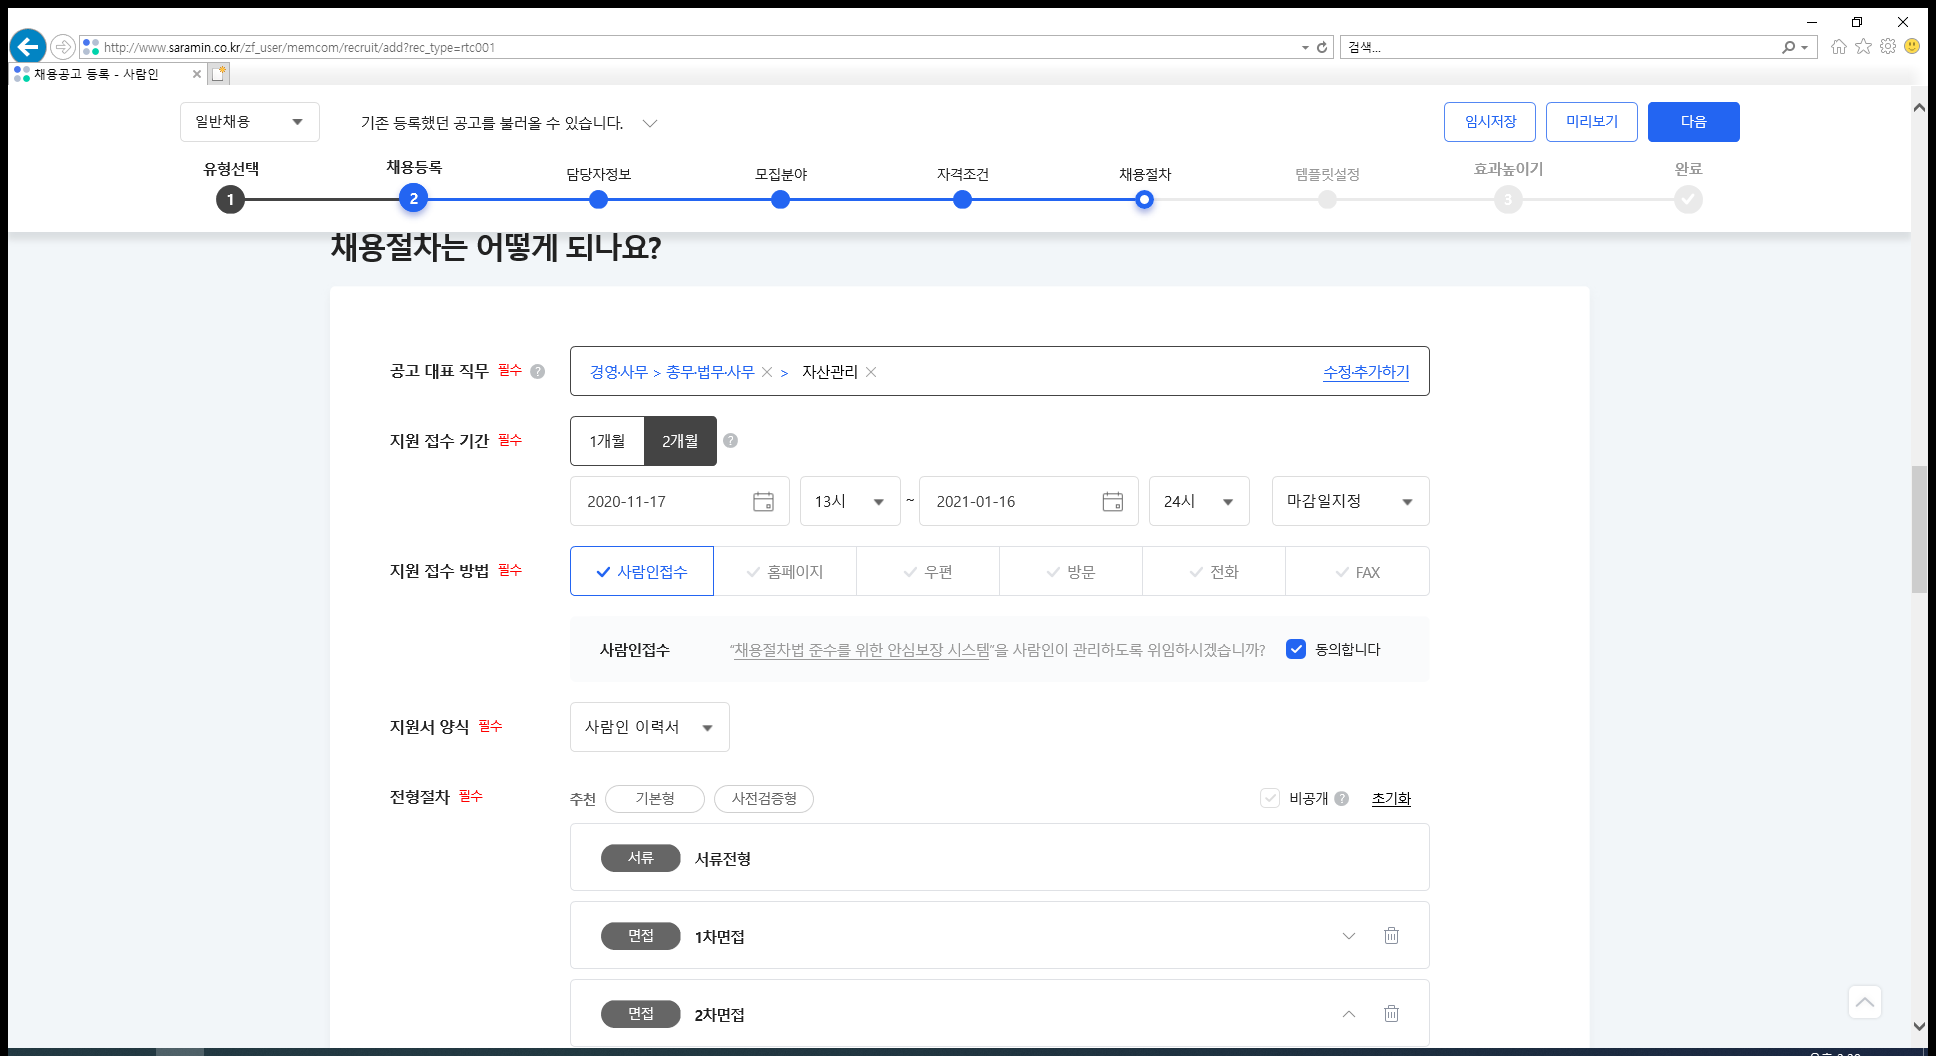 http://www.saramin.co.kr/zf_user/memcom/recruit/add?rec_type=rtc001
검색...
채용공고 등록 - 사람인
일반채용
기존 등록했던 공고를 불러올 수 있습니다.
임시저장
미리보기
다음
유형선택
채용등록
담당자정보
모집분야
자격조건
채용절차
템플릿설정
효과높이기
완료
1
2
3
채용절차는 어떻게 되나요?
공고 대표 직무 필수 ?
경영·사무 > 총무·법무·사무 × > 자산관리 ×
수정·추가하기
지원 접수 기간 필수
1개월 2개월 ?
2020-11-17 13시 ~ 2021-01-16 24시 마감일지정
지원 접수 방법 필수
사람인접수 홈페이지 우편 방문 전화 FAX
사람인접수 "채용절차법 준수를 위한 안심보장 시스템"을 사람인이 관리하도록 위임하시겠습니까? 동의합니다
지원서 양식 필수
사람인 이력서
전형절차 필수
추천 기본형 사전검증형 비공개 ? 초기화
서류 서류전형
면접 1차면접
면접 2차면접